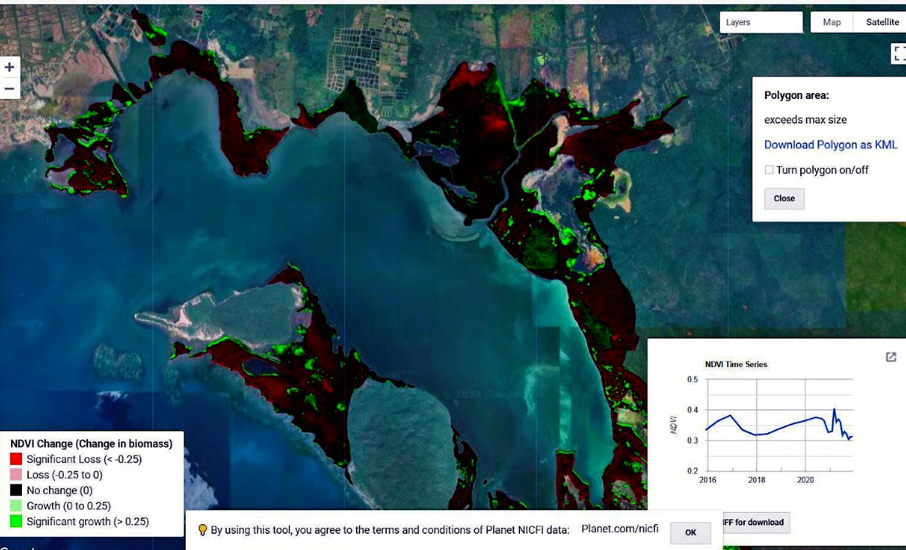 Layers
Map Satellite
+
−
Polygon area:
exceeds max size
Download Polygon as KML
Turn polygon on/off
Close
© 2023 Google
NDVI Time Series
0.5
0.4
0.3
0.2
NDVI
2016 2018 2020
NDVI Change (Change in biomass)
Significant Loss (< -0.25)
Loss (-0.25 to 0)
No change (0)
Growth (0 to 0.25)
Significant growth (> 0.25)
IFF for download
By using this tool, you agree to the terms and conditions of Planet NICFI data: Planet.com/nicfi
OK
Google